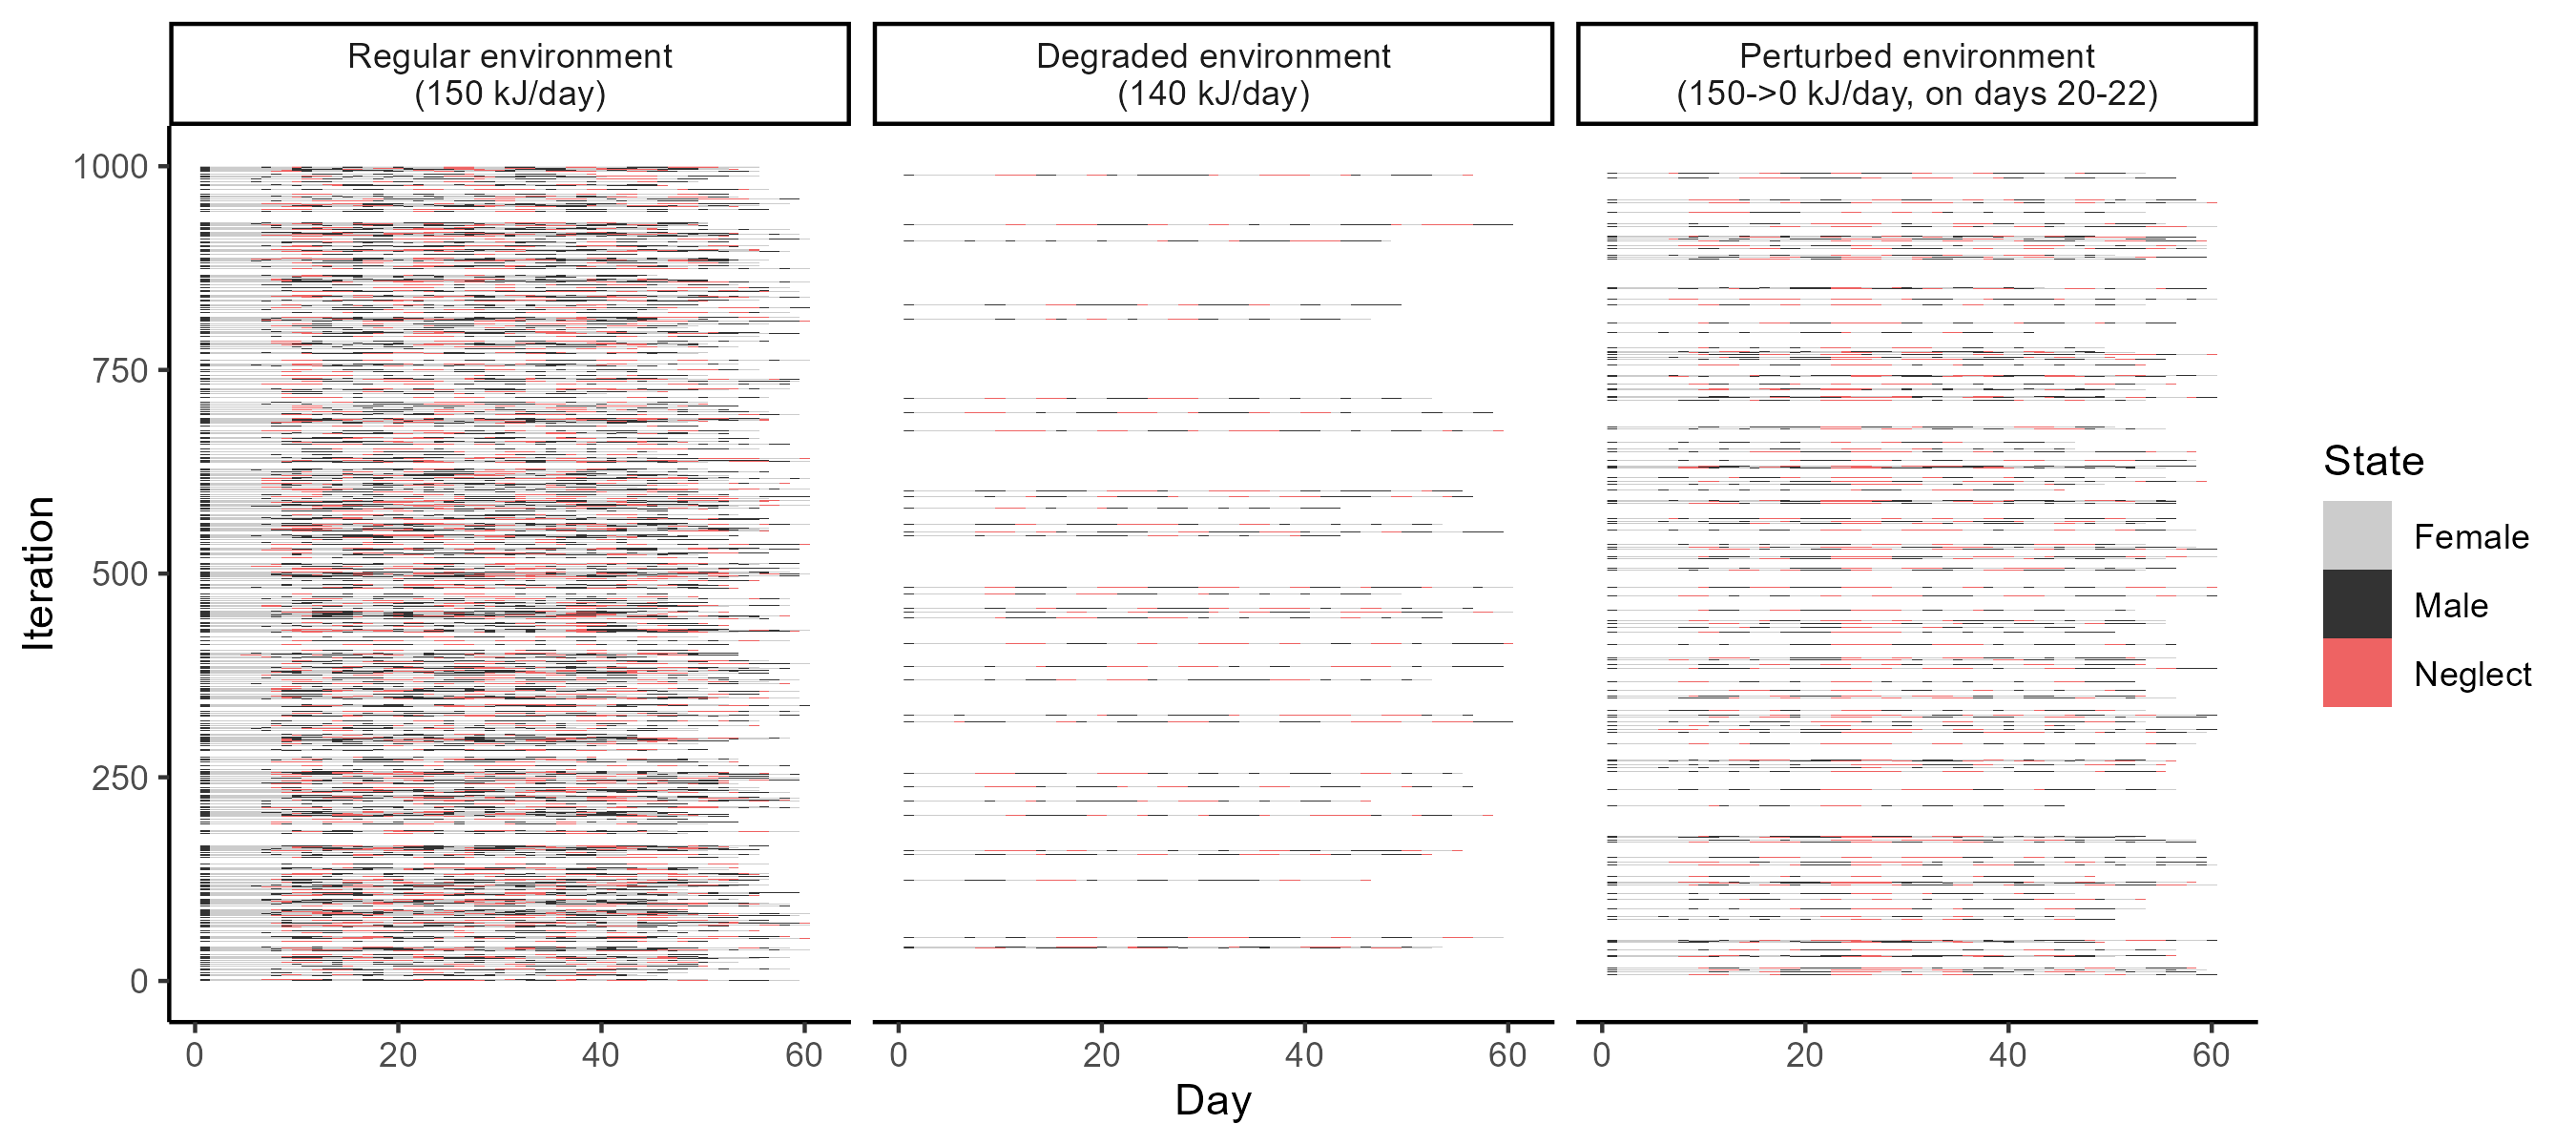 Regular environment
(150 kJ/day)
Degraded environment
(140 kJ/day)
Perturbed environment
(150->0 kJ/day, on days 20-22)
Iteration
1000
750
500
250
0
0 20 40 60
0 20 40 60
0 20 40 60
Day
State
Female
Male
Neglect